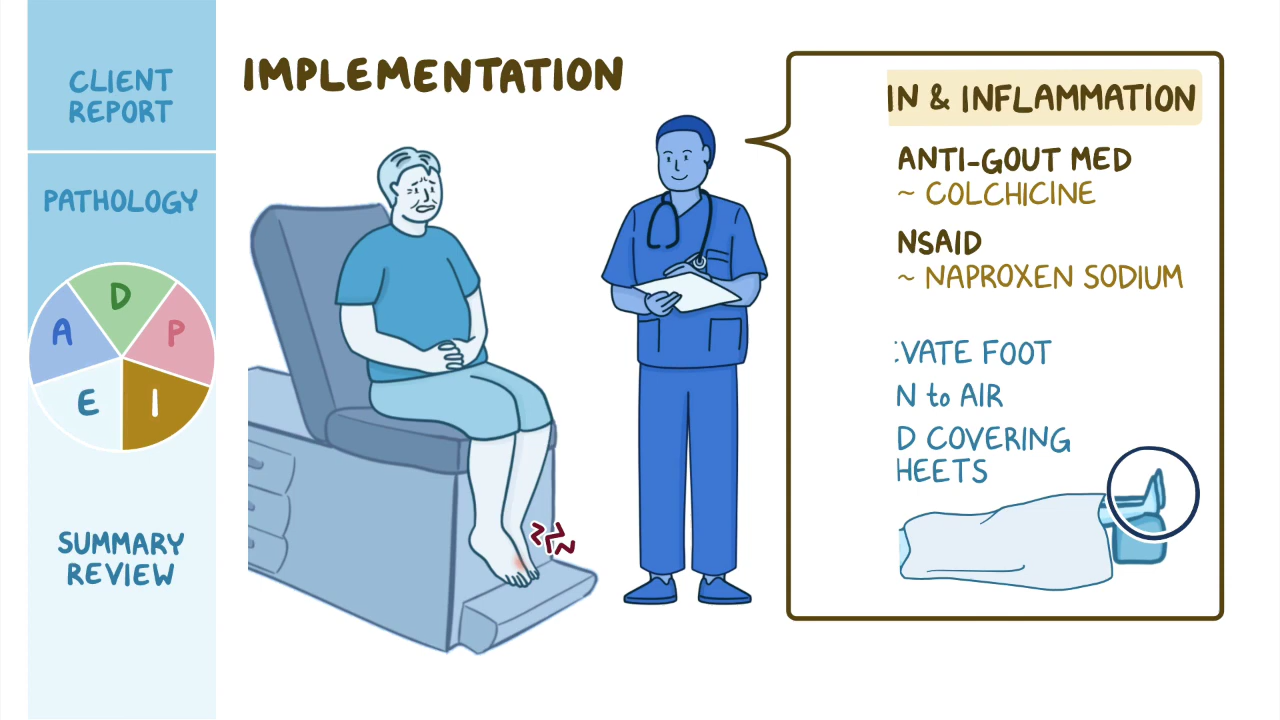 CLIENT
REPORT
PATHOLOGY
A
D
P
E
I
SUMMARY
REVIEW
IMPLEMENTATION
IN & INFLAMMATION
ANTI-GOUT MED
~ COLCHICINE
NSAID
~ NAPROXEN SODIUM
VATE FOOT
N to AIR
D COVERING
HEETS